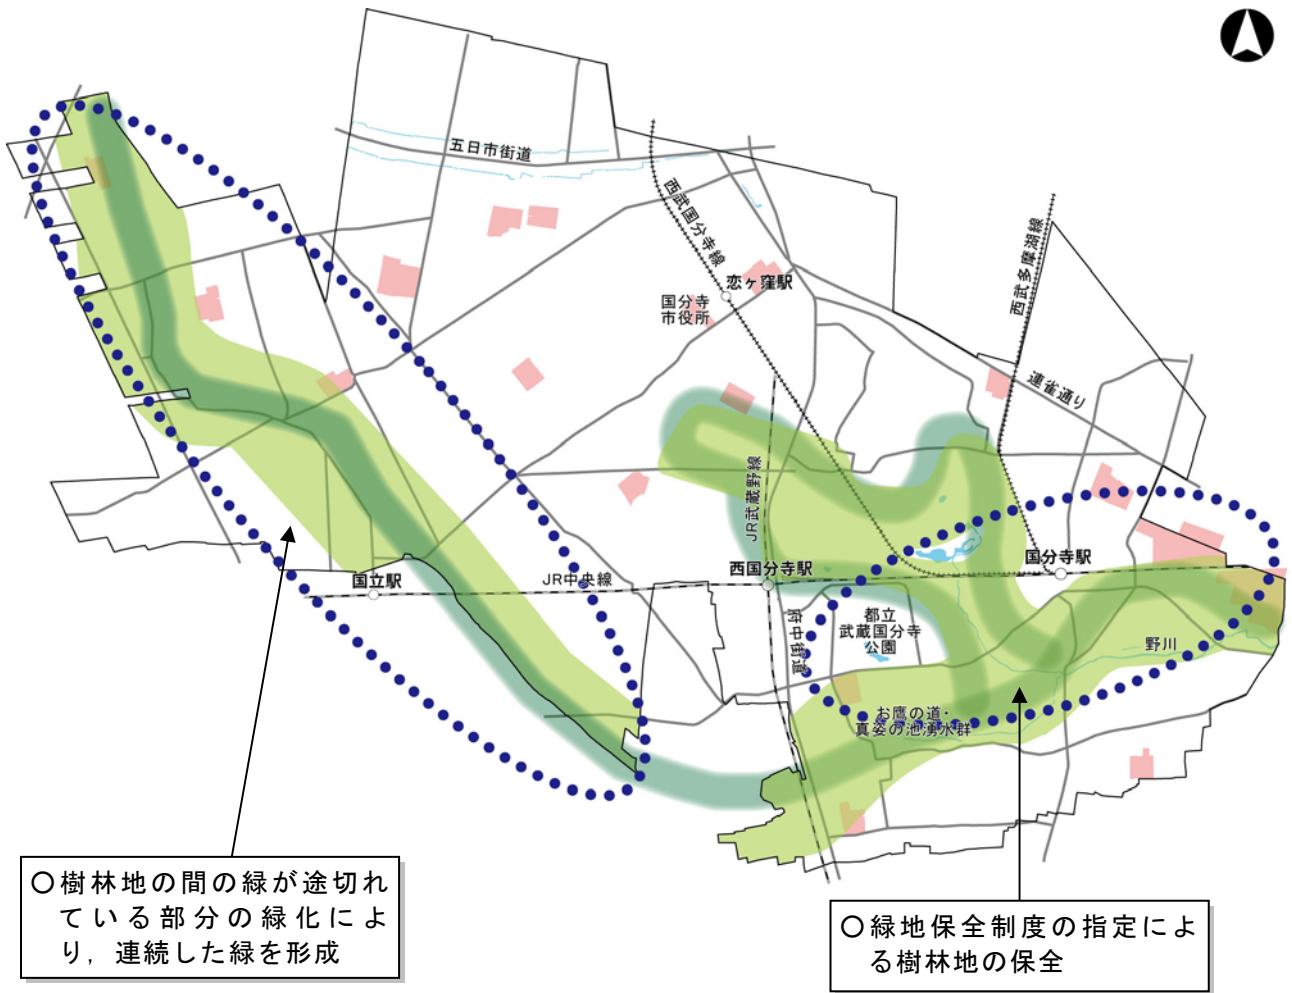 五日市街道
西武国分寺線
西武多摩湖線
恋ヶ窪駅
国分寺
市役所
連雀通り
JR武蔵野線
西国分寺駅
国分寺駅
国立駅
JR中央線
府中街道
都立
武蔵国分寺
公園
野川
お鷹の道・
真姿の池湧水群
〇樹林地の間の緑が途切れ
ている部分の緑化によ
り，連続した緑を形成
〇緑地保全制度の指定によ
る樹林地の保全